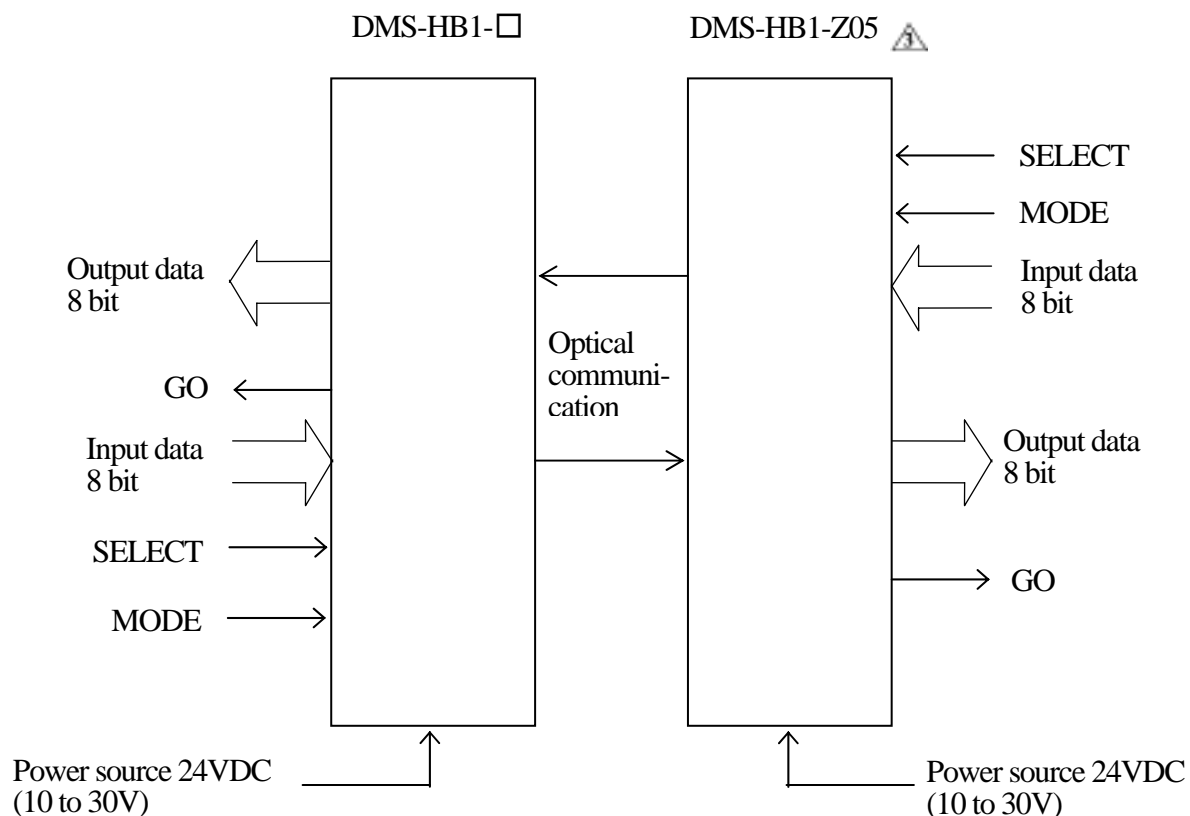 DMS-HB1-□
DMS-HB1-Z05 3
SELECT
MODE
Output data
8 bit
Input data
8 bit
Optical
communi-
cation
GO
Input data
8 bit
Output data
8 bit
SELECT
GO
MODE
Power source 24VDC
(10 to 30V)
Power source 24VDC
(10 to 30V)